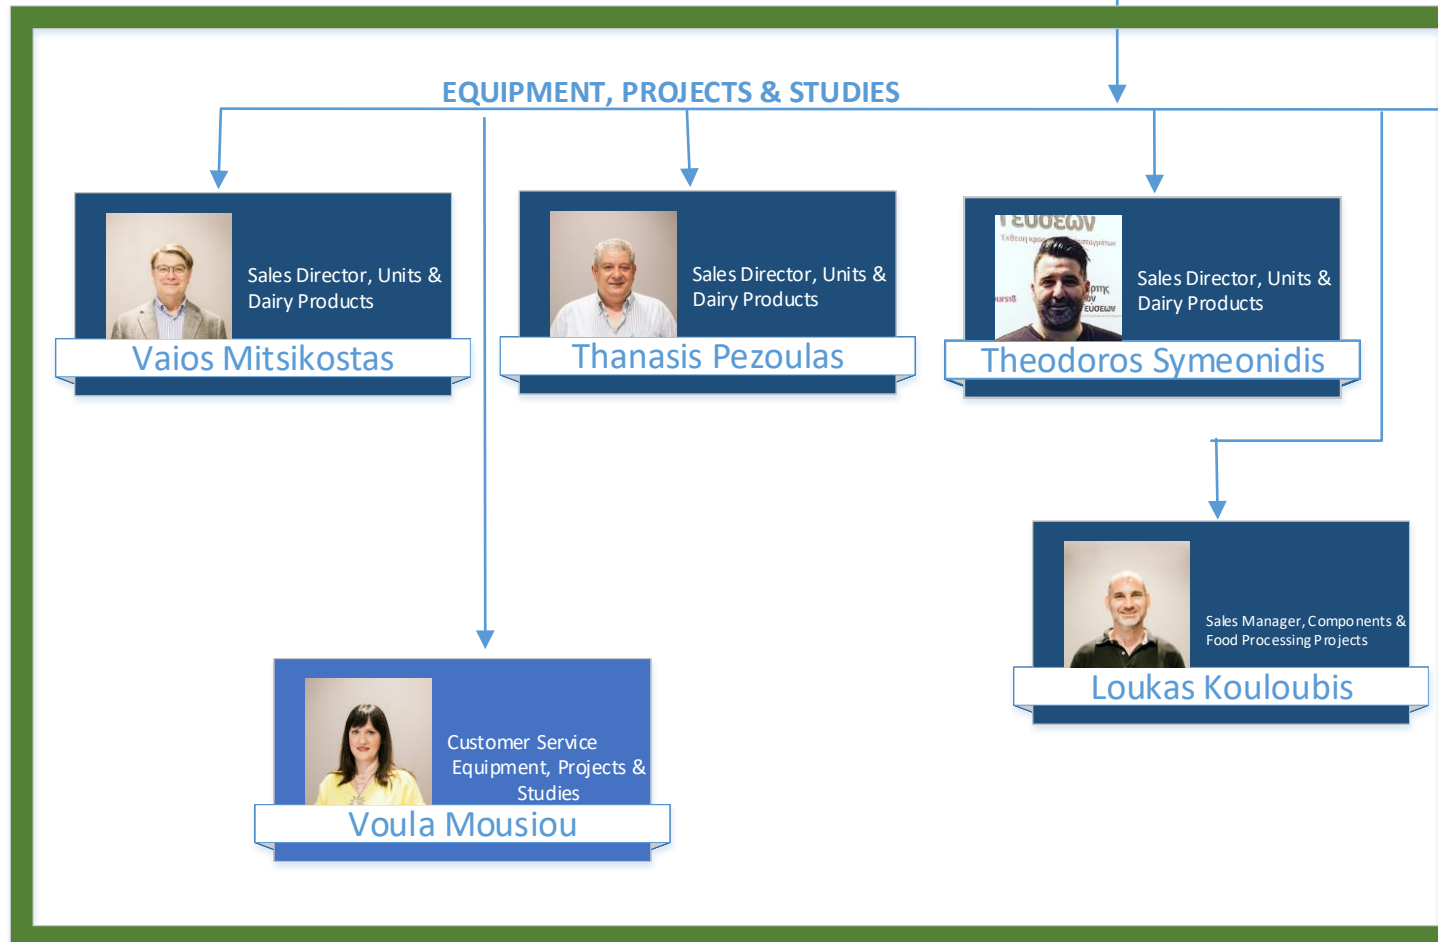 EQUIPMENT, PROJECTS & STUDIES
Sales Director, Units &
Dairy Products
Vaios Mitsikostas
Sales Director, Units &
Dairy Products
Thanasis Pezoulas
ΓΕΥΣΕΩΝ
Έκθεση
Sales Director, Units &
Dairy Products
Theodoros Symeonidis
Sales Manager, Components &
Food Processing Projects
Loukas Kouloubis
Customer Service
Equipment, Projects &
Studies
Voula Mousiou